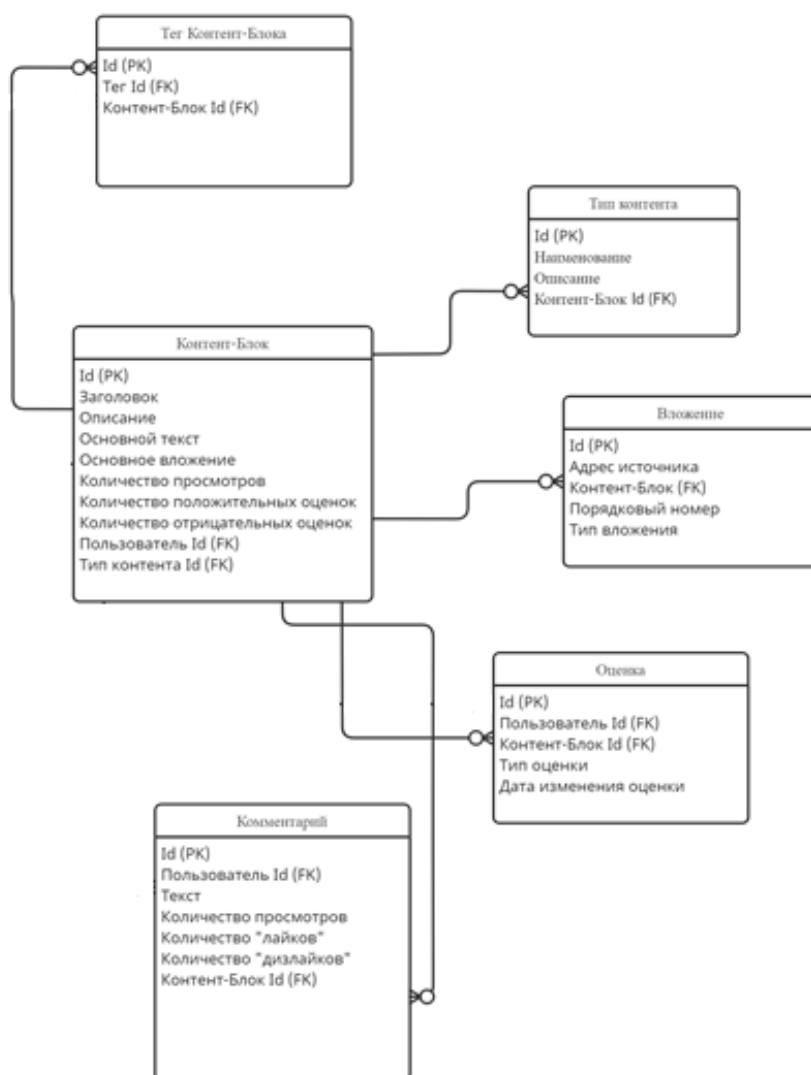 Тег Контент-Блока
Id (PK)
Тег Id (FK)
Контент-Блок Id (FK)
Тип контента
Id (PK)
Наименование
Описание
Контент-Блок Id (FK)
Контент-Блок
Id (PK)
Заголовок
Описание
Основной текст
Основное вложение
Количество просмотров
Количество положительных оценок
Количество отрицательных оценок
Пользователь Id (FK)
Тип контента Id (FK)
Вложение
Id (PK)
Адрес источника
Контент-Блок (FK)
Порядковый номер
Тип вложения
Оценка
Id (PK)
Пользователь Id (FK)
Контент-Блок Id (FK)
Тип оценки
Дата изменения оценки
Комментарий
Id (PK)
Пользователь Id (FK)
Текст
Количество просмотров
Количество "лайков"
Количество "дизлайков"
Контент-Блок Id (FK)